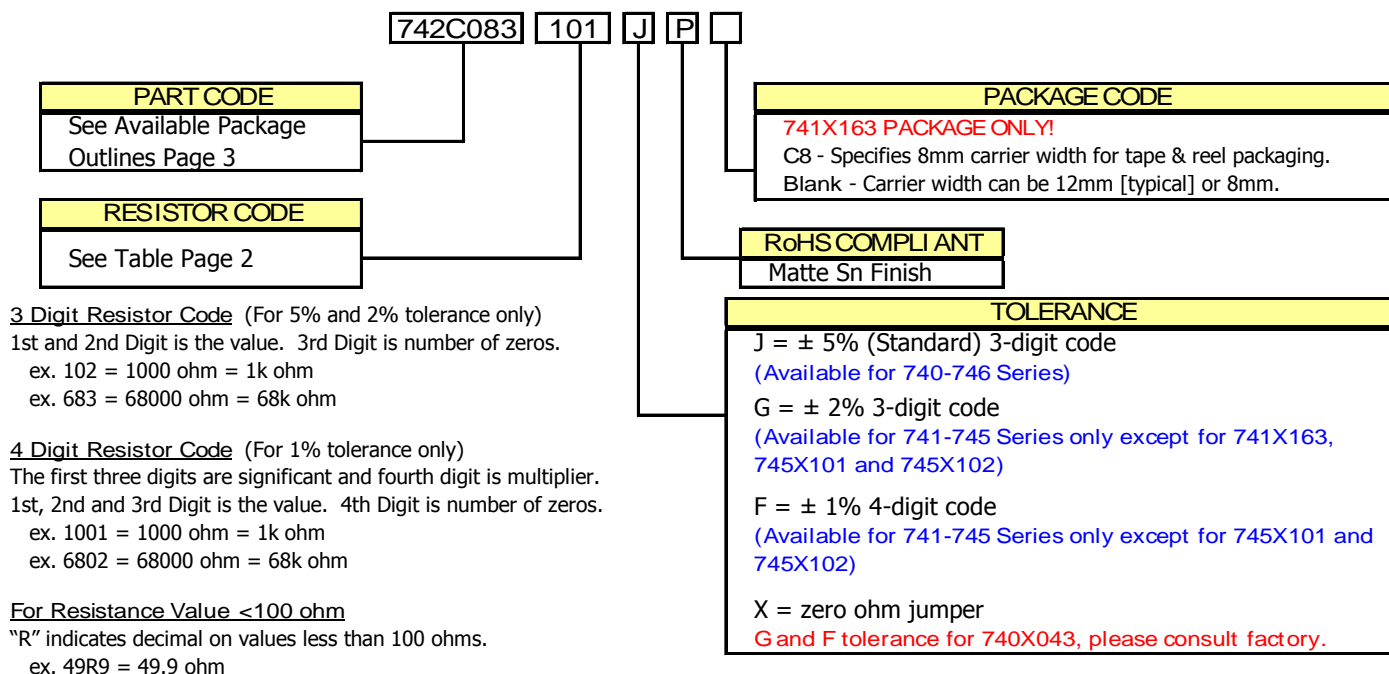 742C083 101 J P
PART CODE
See Available Package
Outlines Page 3
RESISTOR CODE
See Table Page 2
3 Digit Resistor Code (For 5% and 2% tolerance only)
1st and 2nd Digit is the value. 3rd Digit is number of zeros.
ex. 102 = 1000 ohm = 1k ohm
ex. 683 = 68000 ohm = 68k ohm
4 Digit Resistor Code (For 1% tolerance only)
The first three digits are significant and fourth digit is multiplier.
1st, 2nd and 3rd Digit is the value. 4th Digit is number of zeros.
ex. 1001 = 1000 ohm = 1k ohm
ex. 6802 = 68000 ohm = 68k ohm
For Resistance Value <100 ohm
“R” indicates decimal on values less than 100 ohms.
ex. 49R9 = 49.9 ohm
PACKAGE CODE
741X163 PACKAGE ONLY!
C8 - Specifies 8mm carrier width for tape & reel packaging.
Blank - Carrier width can be 12mm [typical] or 8mm.
RoHS COMPLIANT
Matte Sn Finish
TOLERANCE
J = ± 5% (Standard) 3-digit code
(Available for 740-746 Series)
G = ± 2% 3-digit code
(Available for 741-745 Series only except for 741X163,
745X101 and 745X102)
F = ± 1% 4-digit code
(Available for 741-745 Series only except for 745X101 and
745X102)
X = zero ohm jumper
G and F tolerance for 740X043, please consult factory.